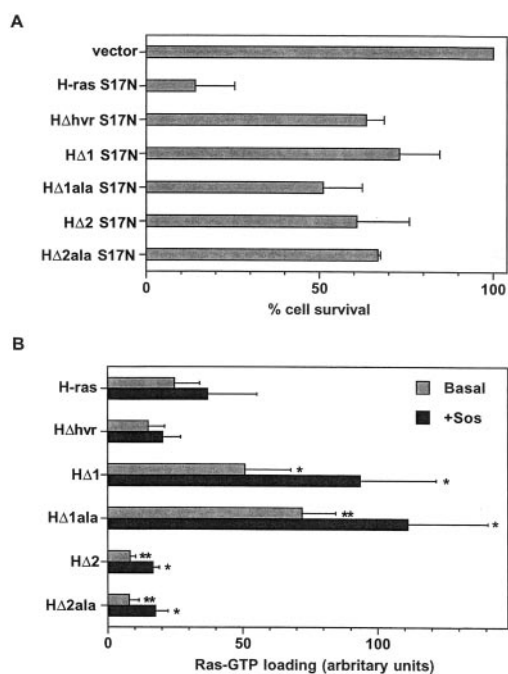 A
vector
H-ras S17N
HΔhvr S17N
HΔ1 S17N
HΔ1ala S17N
HΔ2 S17N
HΔ2ala S17N
0 50 100
% cell survival
B
Basal
+Sos
H-ras
HΔhvr
HΔ1 * *
HΔ1ala ** *
HΔ2 ** *
HΔ2ala ** *
0 50 100
Ras-GTP loading (arbritary units)